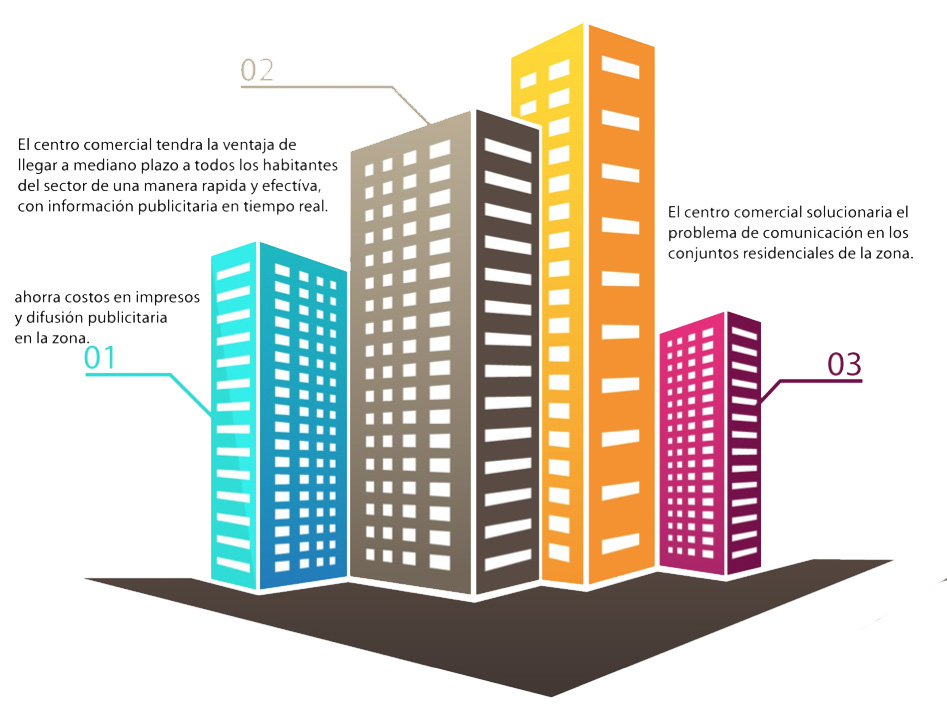 02
El centro comercial tendra la ventaja de
llegar a mediano plazo a todos los habitantes
del sector de una manera rapida y efectíva,
con información publicitaria en tiempo real.
ahorra costos en impresos
y difusión publicitaria
en la zona.
01
El centro comercial solucionaria el
problema de comunicación en los
conjuntos residenciales de la zona.
03